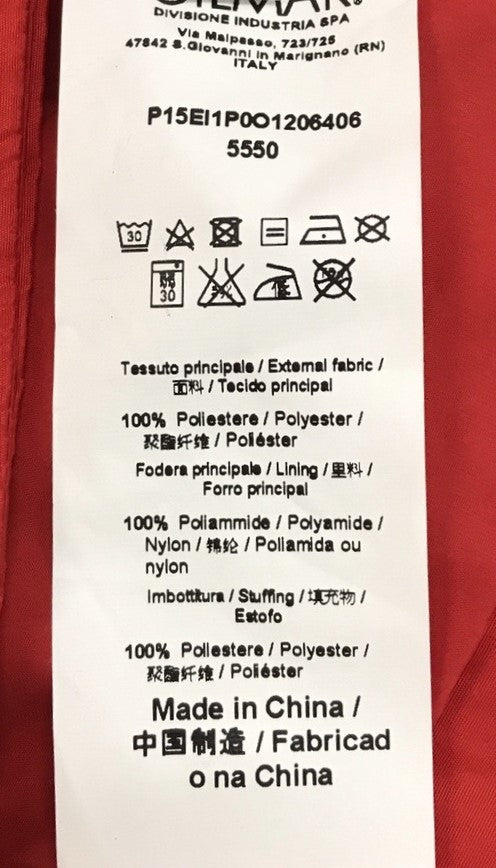 DIVISIONE INDUSTRIA SPA
Via Malpasso, 723/725
47842 S.Giovanni in Marignano (RN)
ITALY
P15EI1P0O1206406
5550
30
30 低
Tessuto principale / External fabric /
面料 / Tecido principal
100% Poliestere / Polyester /
聚酯纤维 / Poliéster
Fodera principale / Lining / 里料 /
Forro principal
100% Poliammide / Polyamide /
Nylon / 锦纶 / Poliamida ou
nylon
Imbottitura / Stuffing / 填充物 /
Estofo
100% Poliestere / Polyester /
聚酯纤维 / Poliéster
Made in China /
中国制造 / Fabricad
o na China